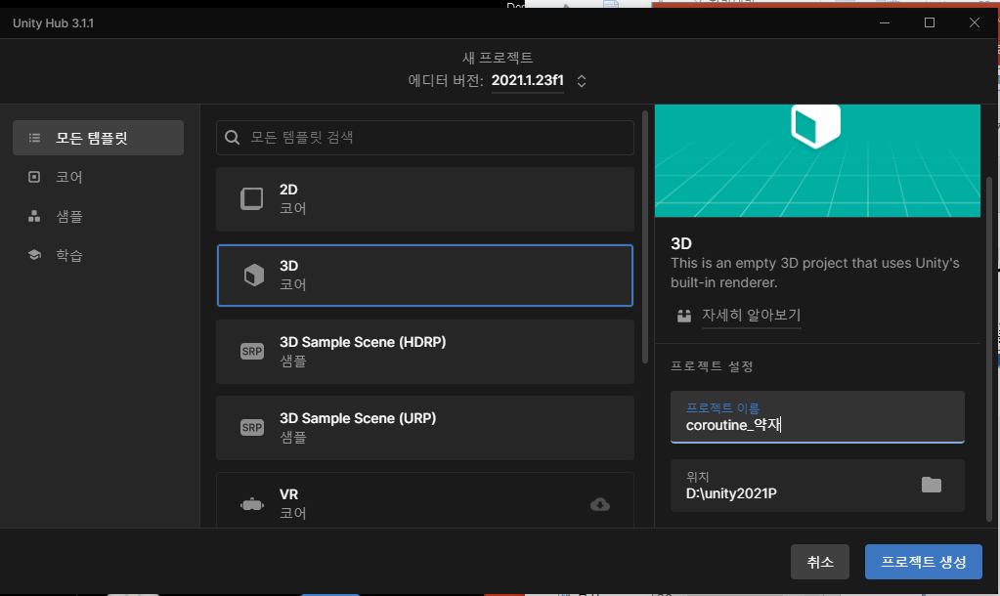 Unity Hub 3.1.1
새 프로젝트
에디터 버전: 2021.1.23f1
모든 템플릿
코어
샘플
학습
모든 템플릿 검색
2D
코어
3D
코어
SRP
3D Sample Scene (HDRP)
샘플
SRP
3D Sample Scene (URP)
샘플
VR
코어
3D
This is an empty 3D project that uses Unity's
built-in renderer.
자세히 알아보기
프로젝트 설정
프로젝트 이름
coroutine_약자
위치
D:\unity2021P
취소
프로젝트 생성